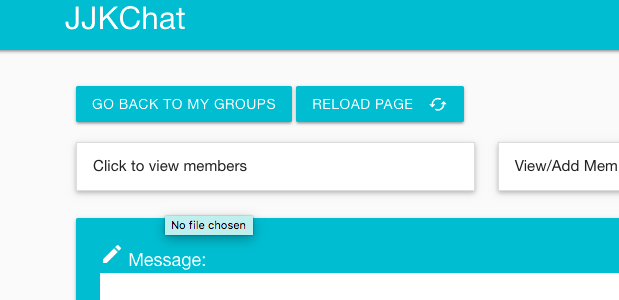 JJKChat
GO BACK TO MY GROUPS
RELOAD PAGE
Click to view members
View/Add Mem
No file chosen
Message: